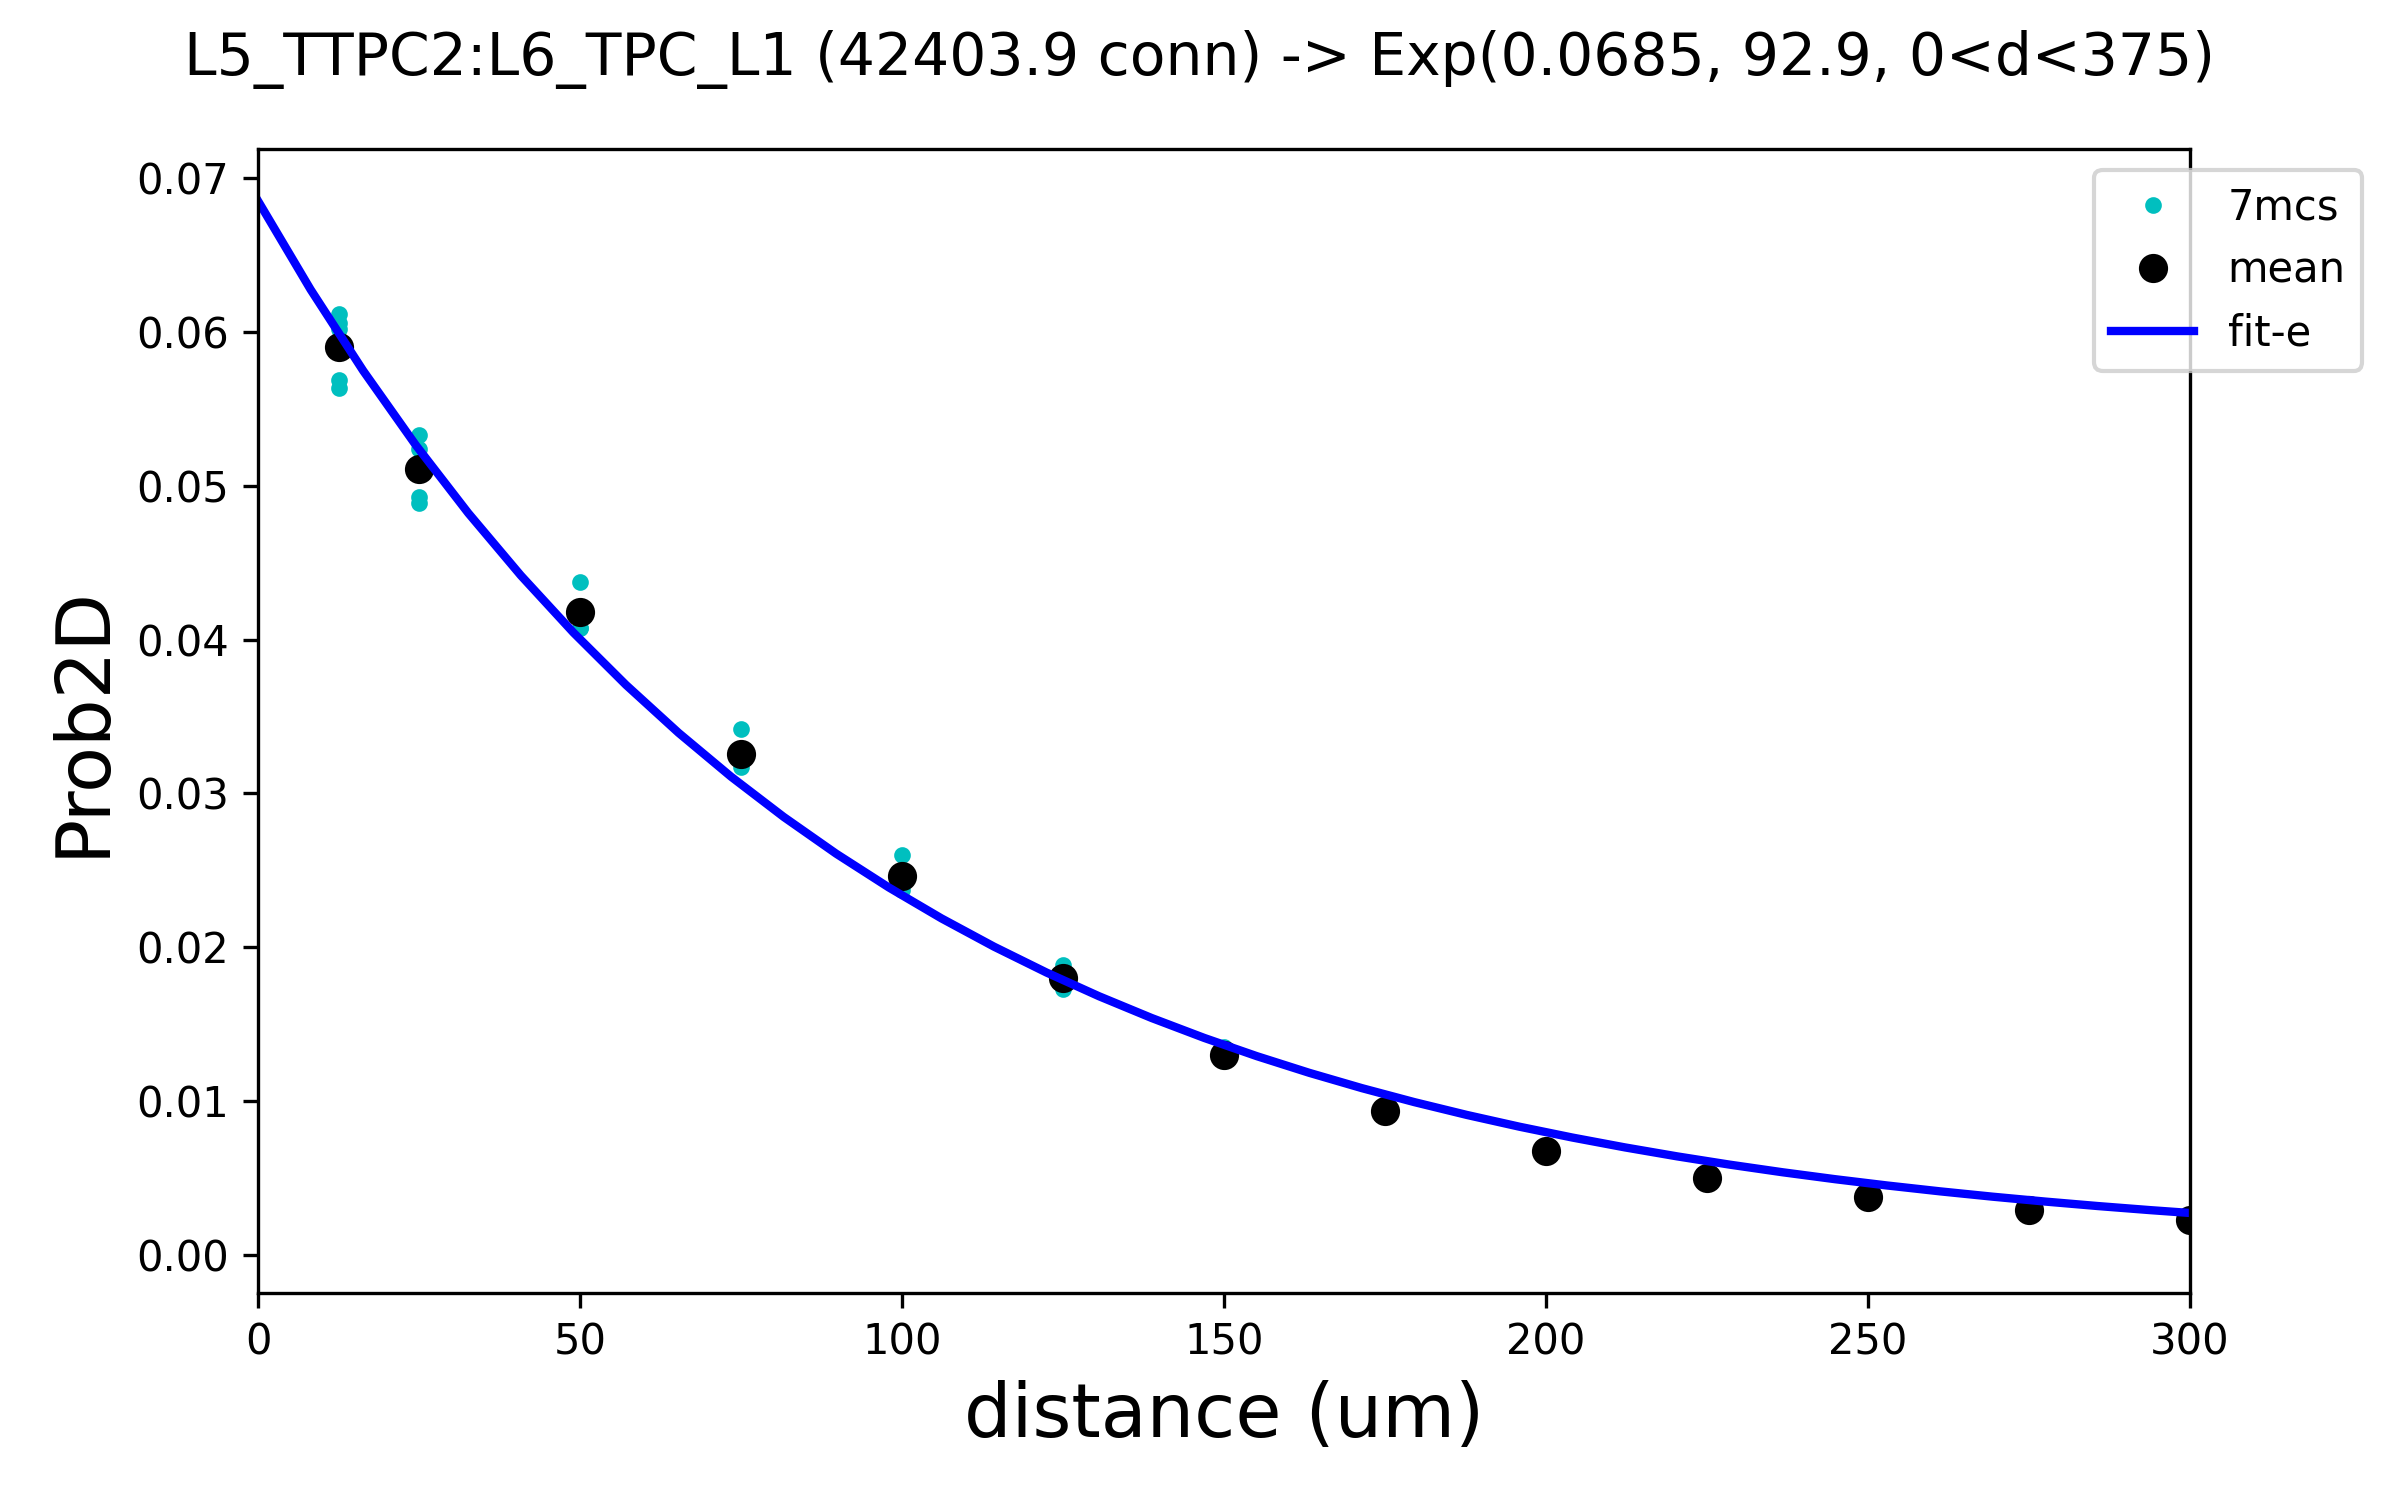 L5_TTPC2:L6_TPC_L1 (42403.9 conn) -> Exp(0.0685, 92.9, 0<d<375)
7mcs
mean
fit-e
Prob2D
0.07
0.06
0.05
0.04
0.03
0.02
0.01
0.00
0 50 100 150 200 250 300
distance (um)